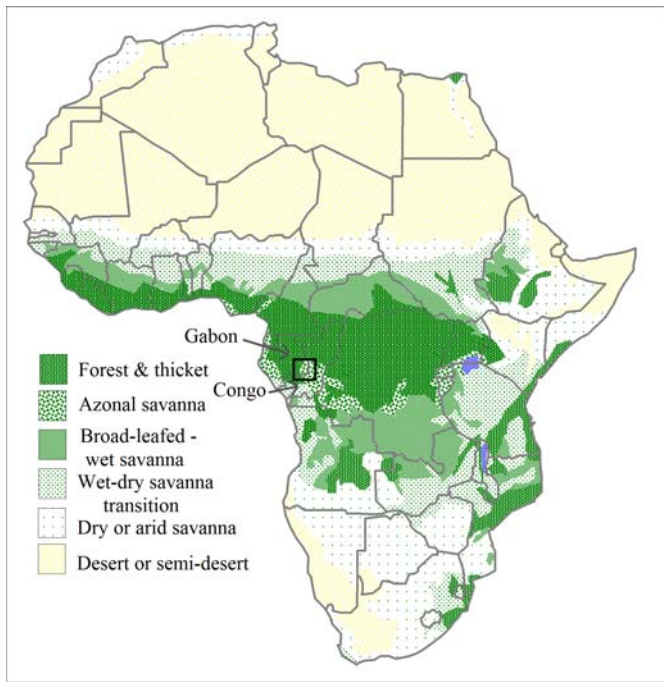 Gabon
Congo
Forest & thicket
Azonal savanna
Broad-leafed -
wet savanna
Wet-dry savanna
transition
Dry or arid savanna
Desert or semi-desert